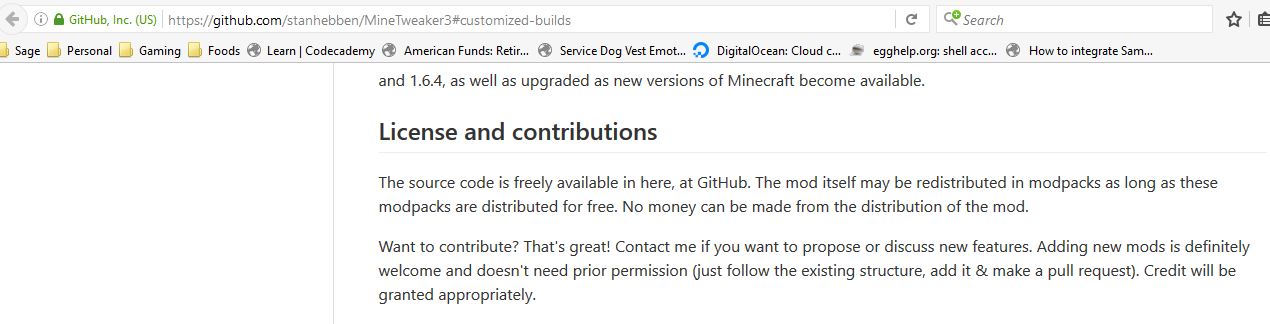 GitHub, Inc. (US) https://github.com/stanhebben/MineTweaker3#customized-builds Search
Sage Personal Gaming Foods Learn | Codecademy American Funds: Retir... Service Dog Vest Emot... DigitalOcean: Cloud c... egghelp.org: shell acc... How to integrate Sam...
and 1.6.4, as well as upgraded as new versions of Minecraft become available.
License and contributions
The source code is freely available in here, at GitHub. The mod itself may be redistributed in modpacks as long as these
modpacks are distributed for free. No money can be made from the distribution of the mod.
Want to contribute? That's great! Contact me if you want to propose or discuss new features. Adding new mods is definitely
welcome and doesn't need prior permission (just follow the existing structure, add it & make a pull request). Credit will be
granted appropriately.